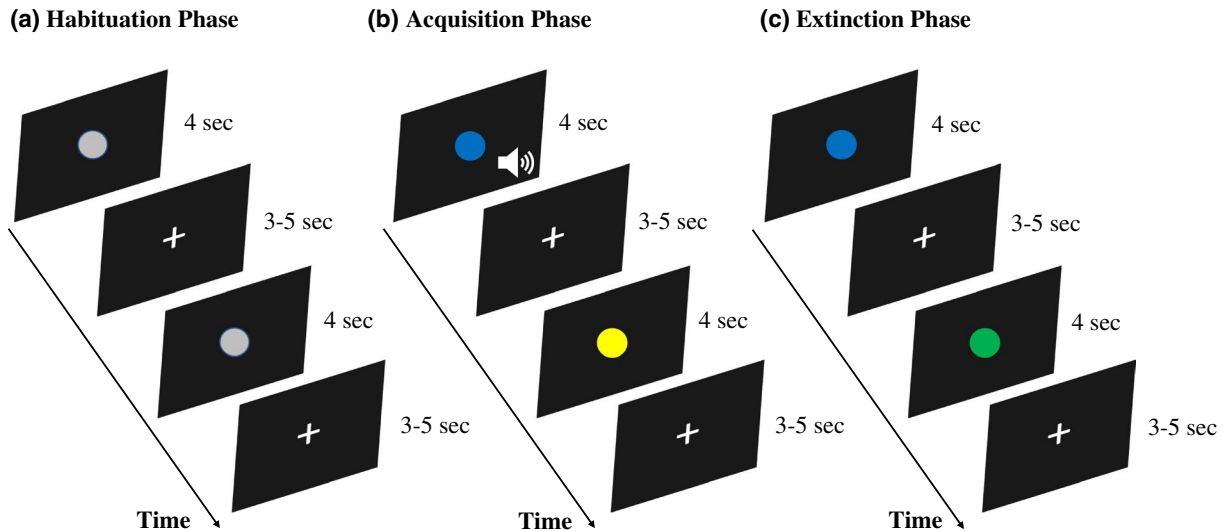 (a) Habituation Phase
4 sec
3-5 sec
4 sec
3-5 sec
Time
(b) Acquisition Phase
4 sec
3-5 sec
4 sec
3-5 sec
Time
(c) Extinction Phase
4 sec
3-5 sec
4 sec
3-5 sec
Time